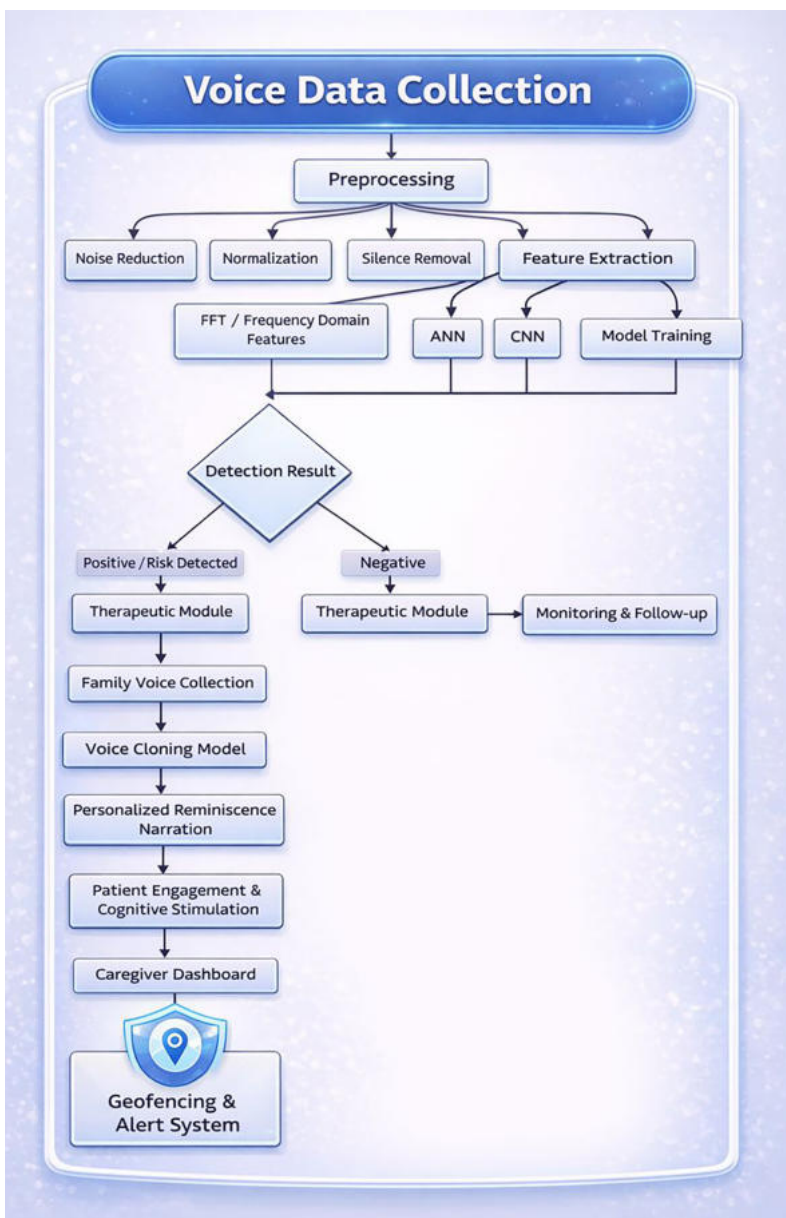 Voice Data Collection
Preprocessing
Noise Reduction
Normalization
Silence Removal
Feature Extraction
FFT / Frequency Domain
Features
ANN
CNN
Model Training
Detection Result
Positive / Risk Detected
Negative
Therapeutic Module
Therapeutic Module
Monitoring & Follow-up
Family Voice Collection
Voice Cloning Model
Personalized Reminiscence
Narration
Patient Engagement &
Cognitive Stimulation
Caregiver Dashboard
Geofencing &
Alert System